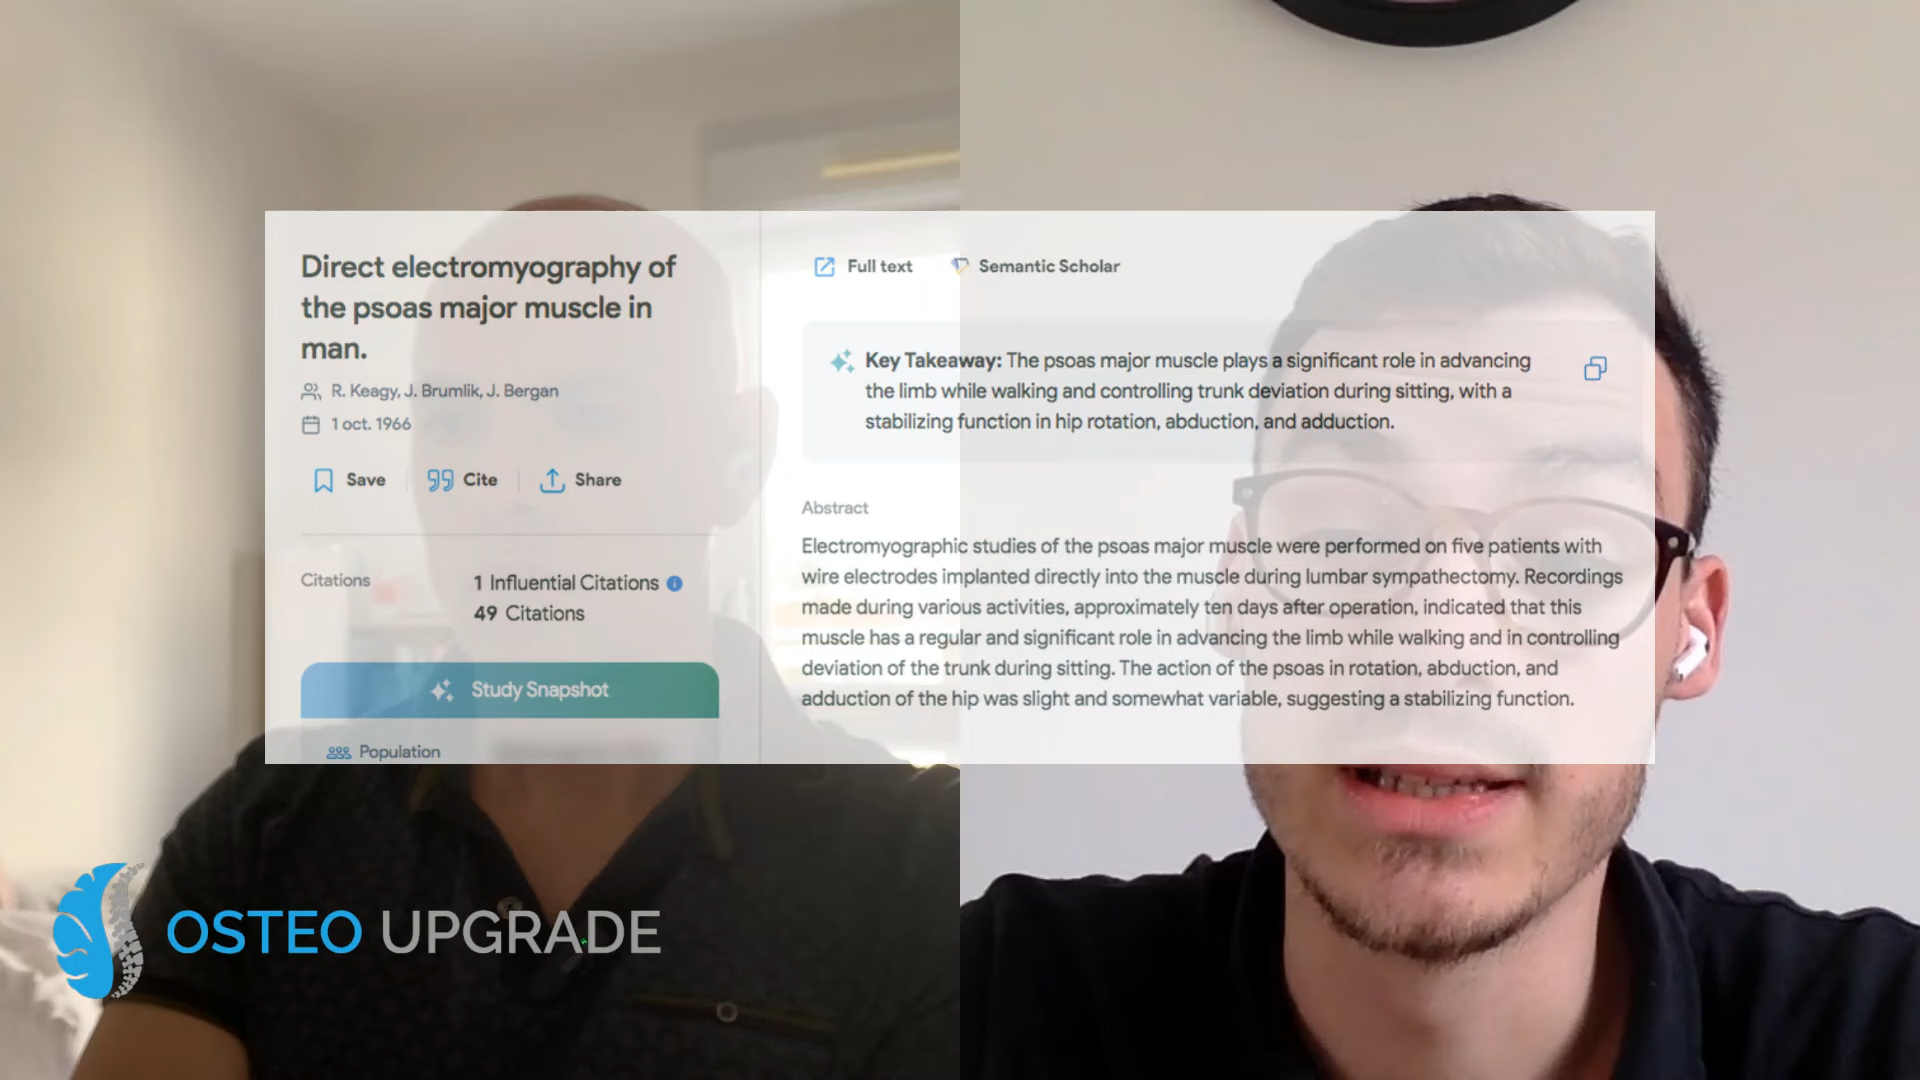 Direct electromyography of
the psoas major muscle in
man.
R. Keagy, J. Brumlik, J. Bergan
1 oct. 1966
Save
Cite
Share
Citations
1 Influential Citations
49 Citations
Study Snapshot
Population
Full text
Semantic Scholar
Key Takeaway: The psoas major muscle plays a significant role in advancing
the limb while walking and controlling trunk deviation during sitting, with a
stabilizing function in hip rotation, abduction, and adduction.
Abstract
Electromyographic studies of the psoas major muscle were performed on five patients with
wire electrodes implanted directly into the muscle during lumbar sympathectomy. Recordings
made during various activities, approximately ten days after operation, indicated that this
muscle has a regular and significant role in advancing the limb while walking and in controlling
deviation of the trunk during sitting. The action of the psoas in rotation, abduction, and
adduction of the hip was slight and somewhat variable, suggesting a stabilizing function.
OSTEO UPGRADE